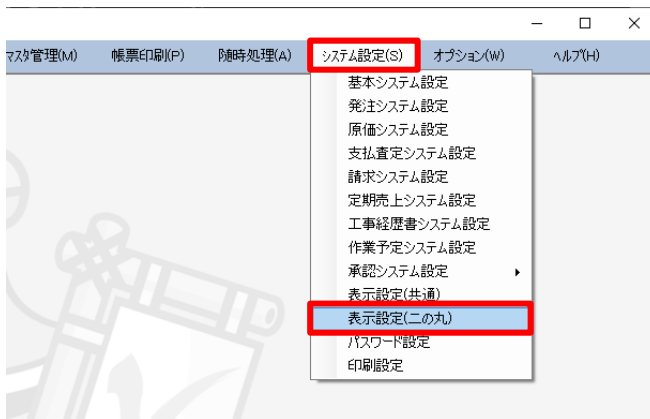 マスタ管理(M) 帳票印刷(P) 随時処理(A) システム設定(S) オプション(W) ヘルプ(H)
基本システム設定
発注システム設定
原価システム設定
支払査定システム設定
請求システム設定
定期売上システム設定
工事経歴書システム設定
作業予定システム設定
承認システム設定
表示設定(共通)
表示設定(二の丸)
パスワード設定
印刷設定